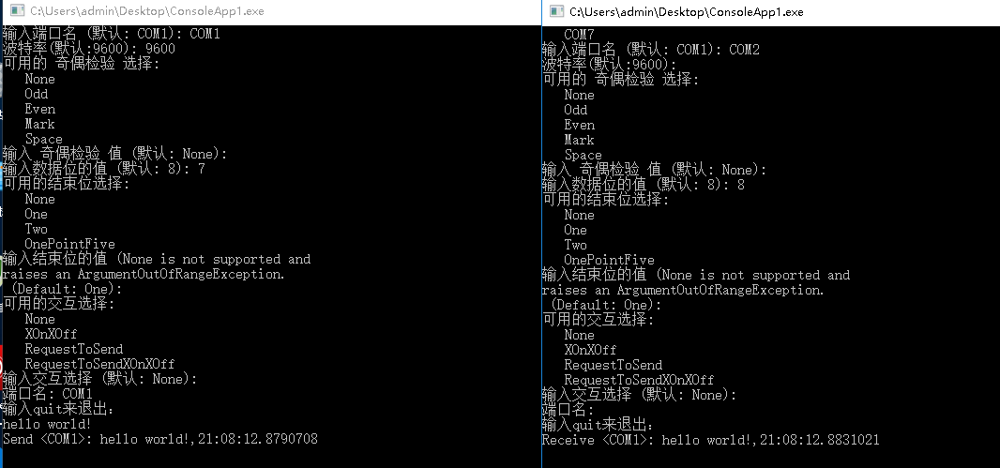 C:\Users\admin\Desktop\ConsoleApp1.exe
输入端口名 (默认: COM1): COM1
波特率(默认:9600): 9600
可用的 奇偶检验 选择:
None
Odd
Even
Mark
Space
输入 奇偶检验 值 (默认: None):
输入数据位的值 (默认: 8): 7
可用的结束位选择:
None
One
Two
OnePointFive
输入结束位的值 (None is not supported and
raises an ArgumentOutOfRangeException.
(Default: One):
可用的交互选择:
None
XOnXOff
RequestToSend
RequestToSendXOnXOff
输入交互选择 (默认: None):
端口名: COM1
输入quit来退出:
hello world!
Send <COM1>: hello world!,21:08:12.8790708
C:\Users\admin\Desktop\ConsoleApp1.exe
COM7
输入端口名 (默认: COM1): COM2
波特率(默认:9600):
可用的 奇偶检验 选择:
None
Odd
Even
Mark
Space
输入 奇偶检验 值 (默认: None):
输入数据位的值 (默认: 8): 8
可用的结束位选择:
None
One
Two
OnePointFive
输入结束位的值 (None is not supported and
raises an ArgumentOutOfRangeException.
(Default: One):
可用的交互选择:
None
XOnXOff
RequestToSend
RequestToSendXOnXOff
输入交互选择 (默认: None):
端口名:
输入quit来退出:
Receive <COM1>: hello world!,21:08:12.8831021